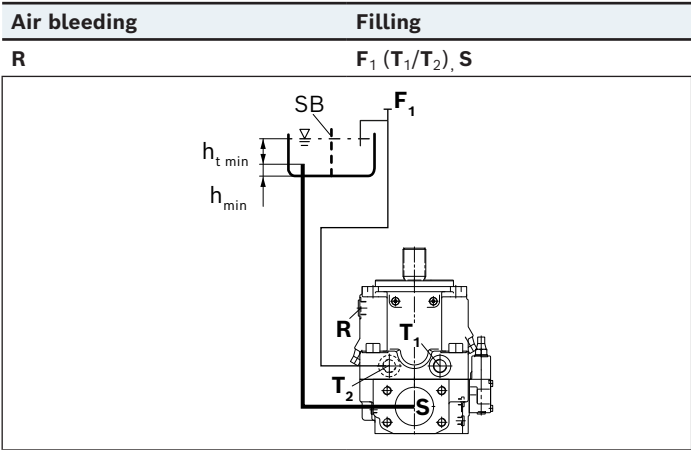 Air bleeding Filling
R F₁ (T₁/T₂), S
SB F₁
hₜ ₘᵢₙ
hₘᵢₙ
R T₁
T₂ S